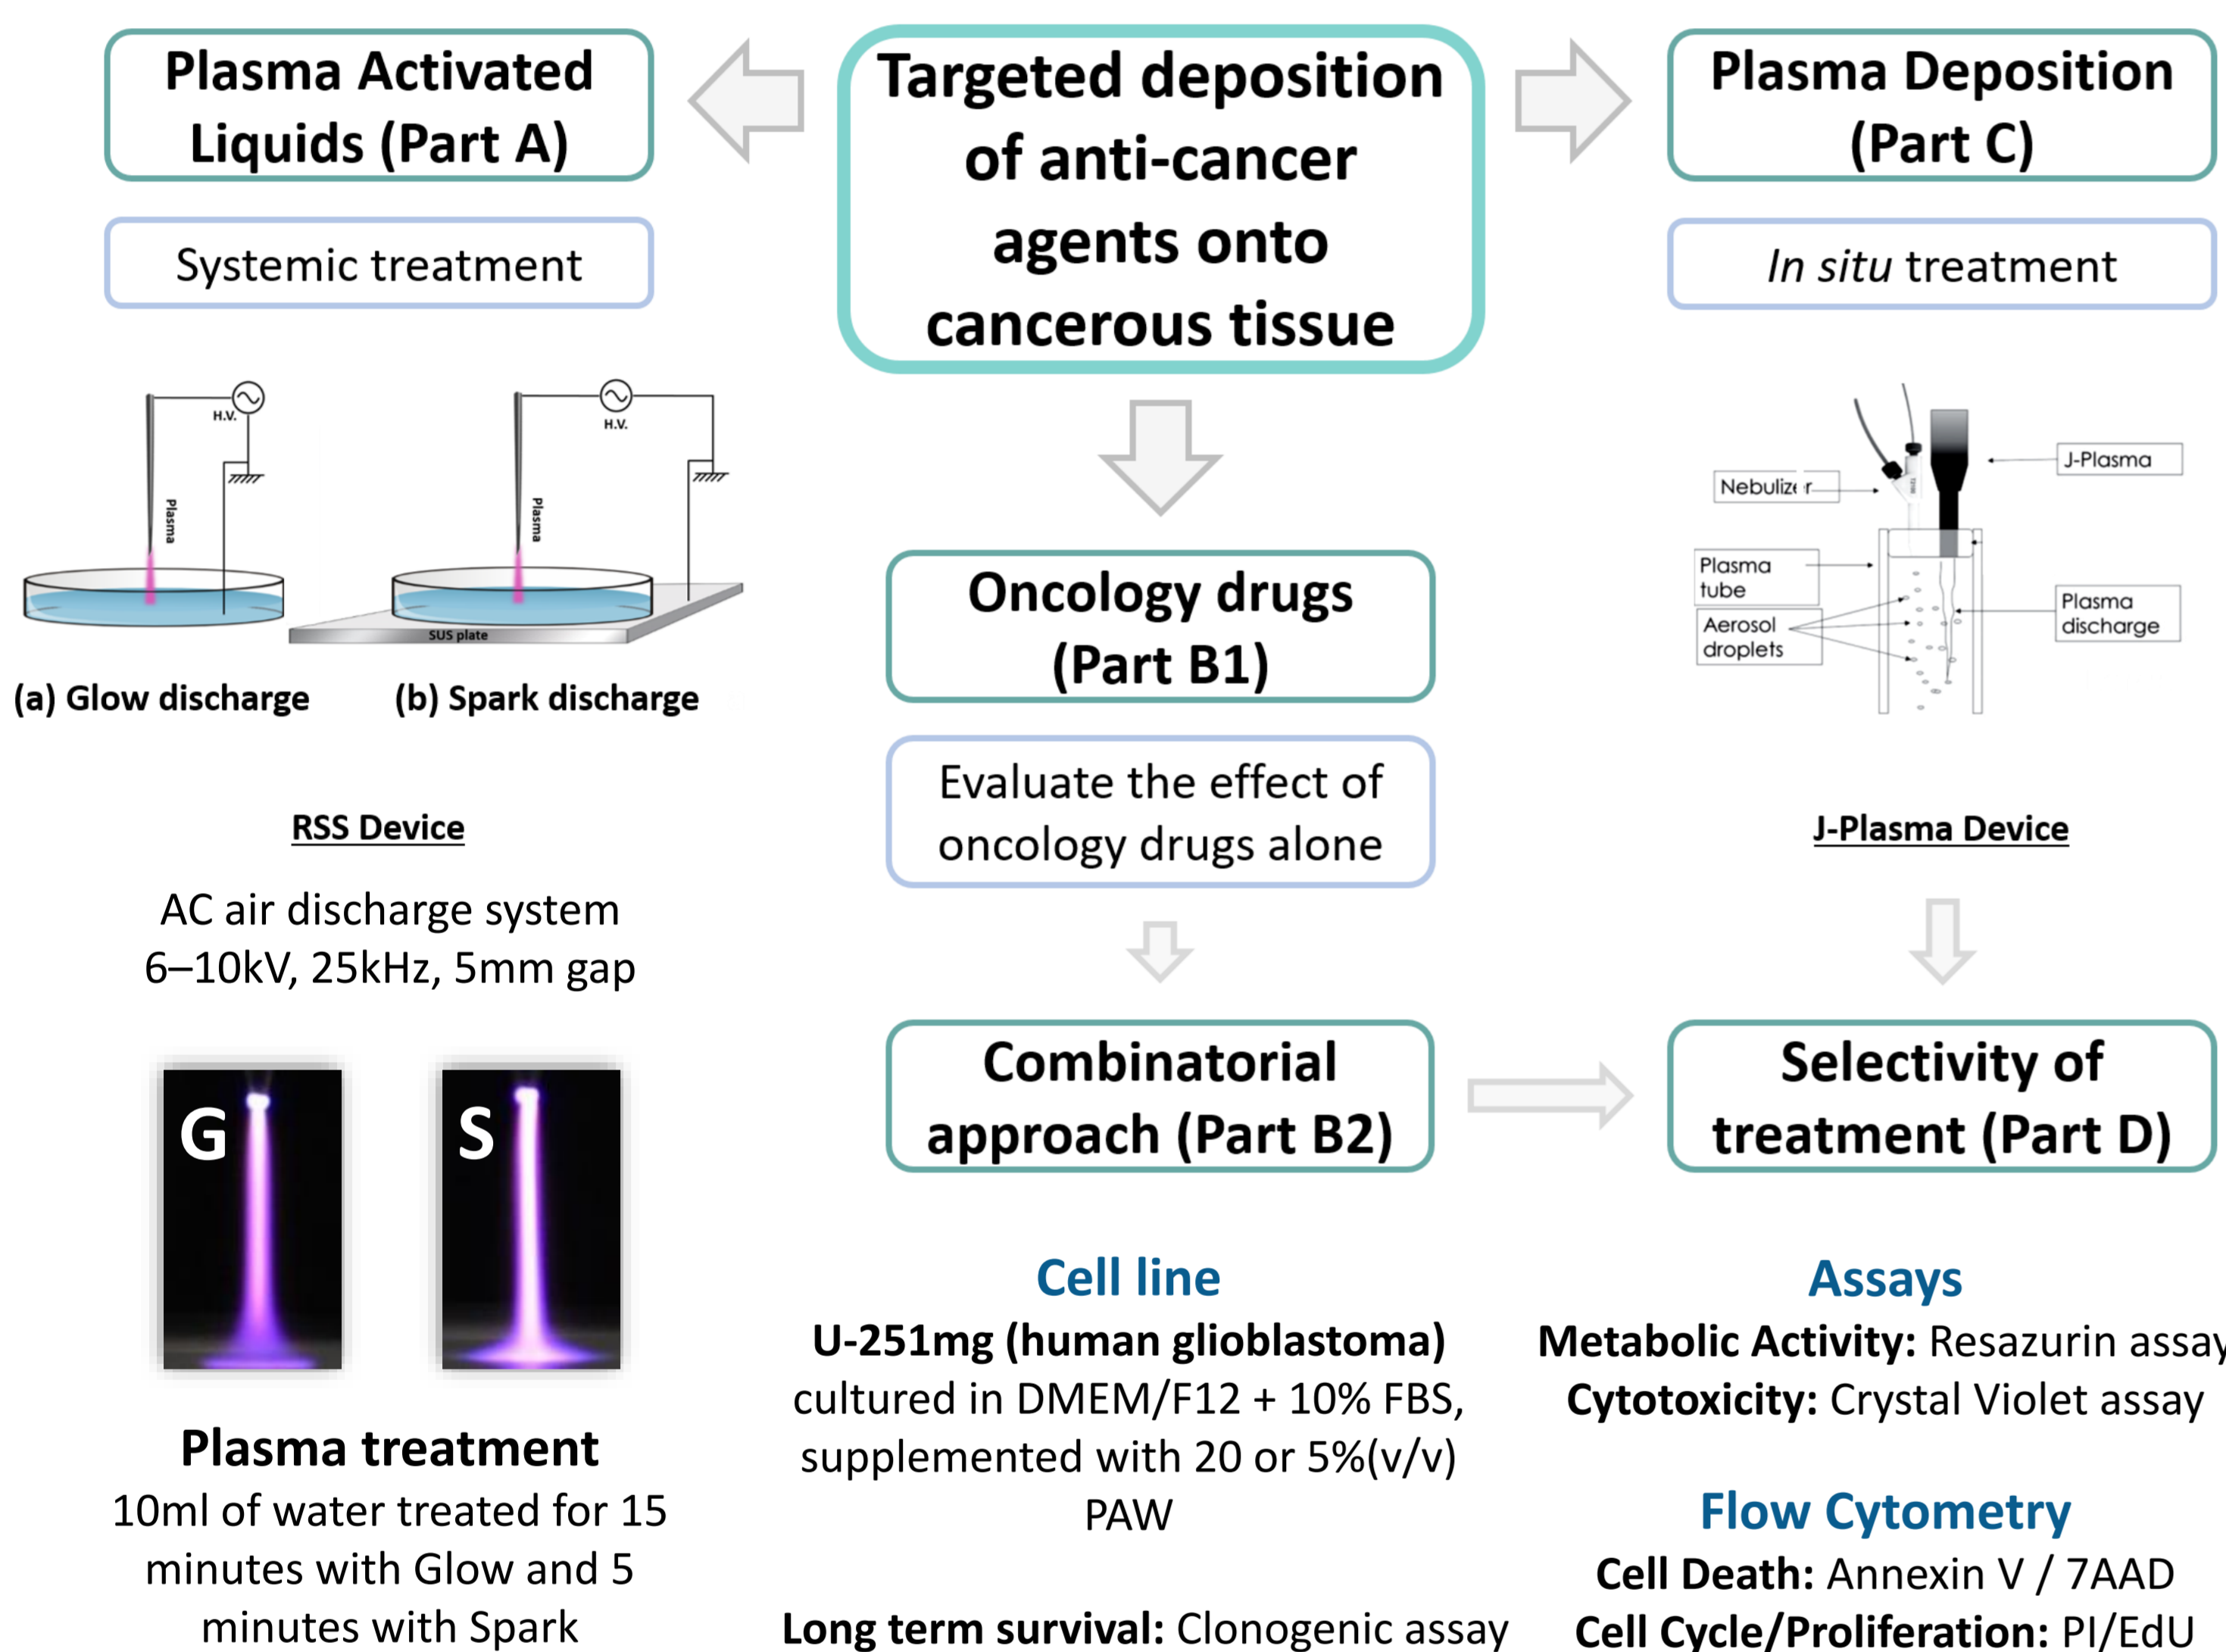 Plasma Activated
Liquids (Part A)
Systemic treatment
H.V.
Plasma
H.V.
Plasma
SUS plate
(a) Glow discharge
(b) Spark discharge
RSS Device
AC air discharge system
6–10kV, 25kHz, 5mm gap
G
S
Plasma treatment
10ml of water treated for 15
minutes with Glow and 5
minutes with Spark
Targeted deposition
of anti-cancer
agents onto
cancerous tissue
Oncology drugs
(Part B1)
Evaluate the effect of
oncology drugs alone
Combinatorial
approach (Part B2)
Cell line
U-251mg (human glioblastoma)
cultured in DMEM/F12 + 10% FBS,
supplemented with 20 or 5%(v/v)
PAW
Long term survival: Clonogenic assay
Plasma Deposition
(Part C)
In situ treatment
J-Plasma
Nebulizer
Plasma
tube
Aerosol
droplets
Plasma
discharge
J-Plasma Device
Selectivity of
treatment (Part D)
Assays
Metabolic Activity: Resazurin assay
Cytotoxicity: Crystal Violet assay
Flow Cytometry
Cell Death: Annexin V / 7AAD
Cell Cycle/Proliferation: PI/EdU